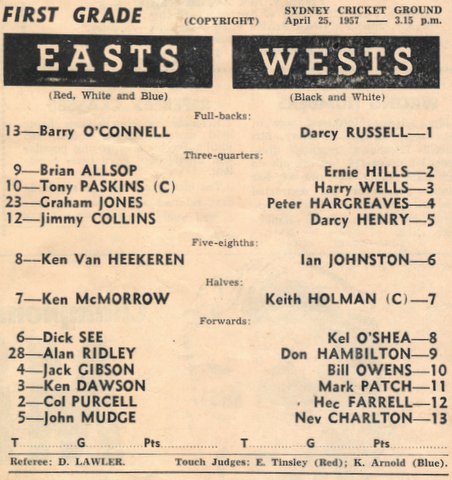 FIRST GRADE (COPYRIGHT) SYDNEY CRICKET GROUND
April 25, 1957 — 3.15 p.m.
EASTS WESTS
(Red, White and Blue) (Black and White)
Full-backs:
13—Barry O'CONNELL Darcy RUSSELL—1
Three-quarters:
9—Brian ALLSOP Ernie HILLS—2
10—Tony PASKINS (C) Harry WELLS—3
23—Graham JONES Peter HARGREAVES—4
12—Jimmy COLLINS Darcy HENRY—5
Five-eighths:
8—Ken Van HEEKEREN Ian JOHNSTON—6
Halves:
7—Ken McMORROW Keith HOLMAN (C)—7
Forwards:
6—Dick SEE Kel O'SHEA—8
28—Alan RIDLEY Don HAMBILTON—9
4—Jack GIBSON Bill OWENS—10
3—Ken DAWSON Mark PATCH—11
2—Col PURCELL Hec FARRELL—12
5—John MUDGE Nev CHARLTON—13
T............G............Pts............ T............G............Pts............
Referee: D. LAWLER. Touch Judges: E. Tinsley (Red); K. Arnold (Blue).